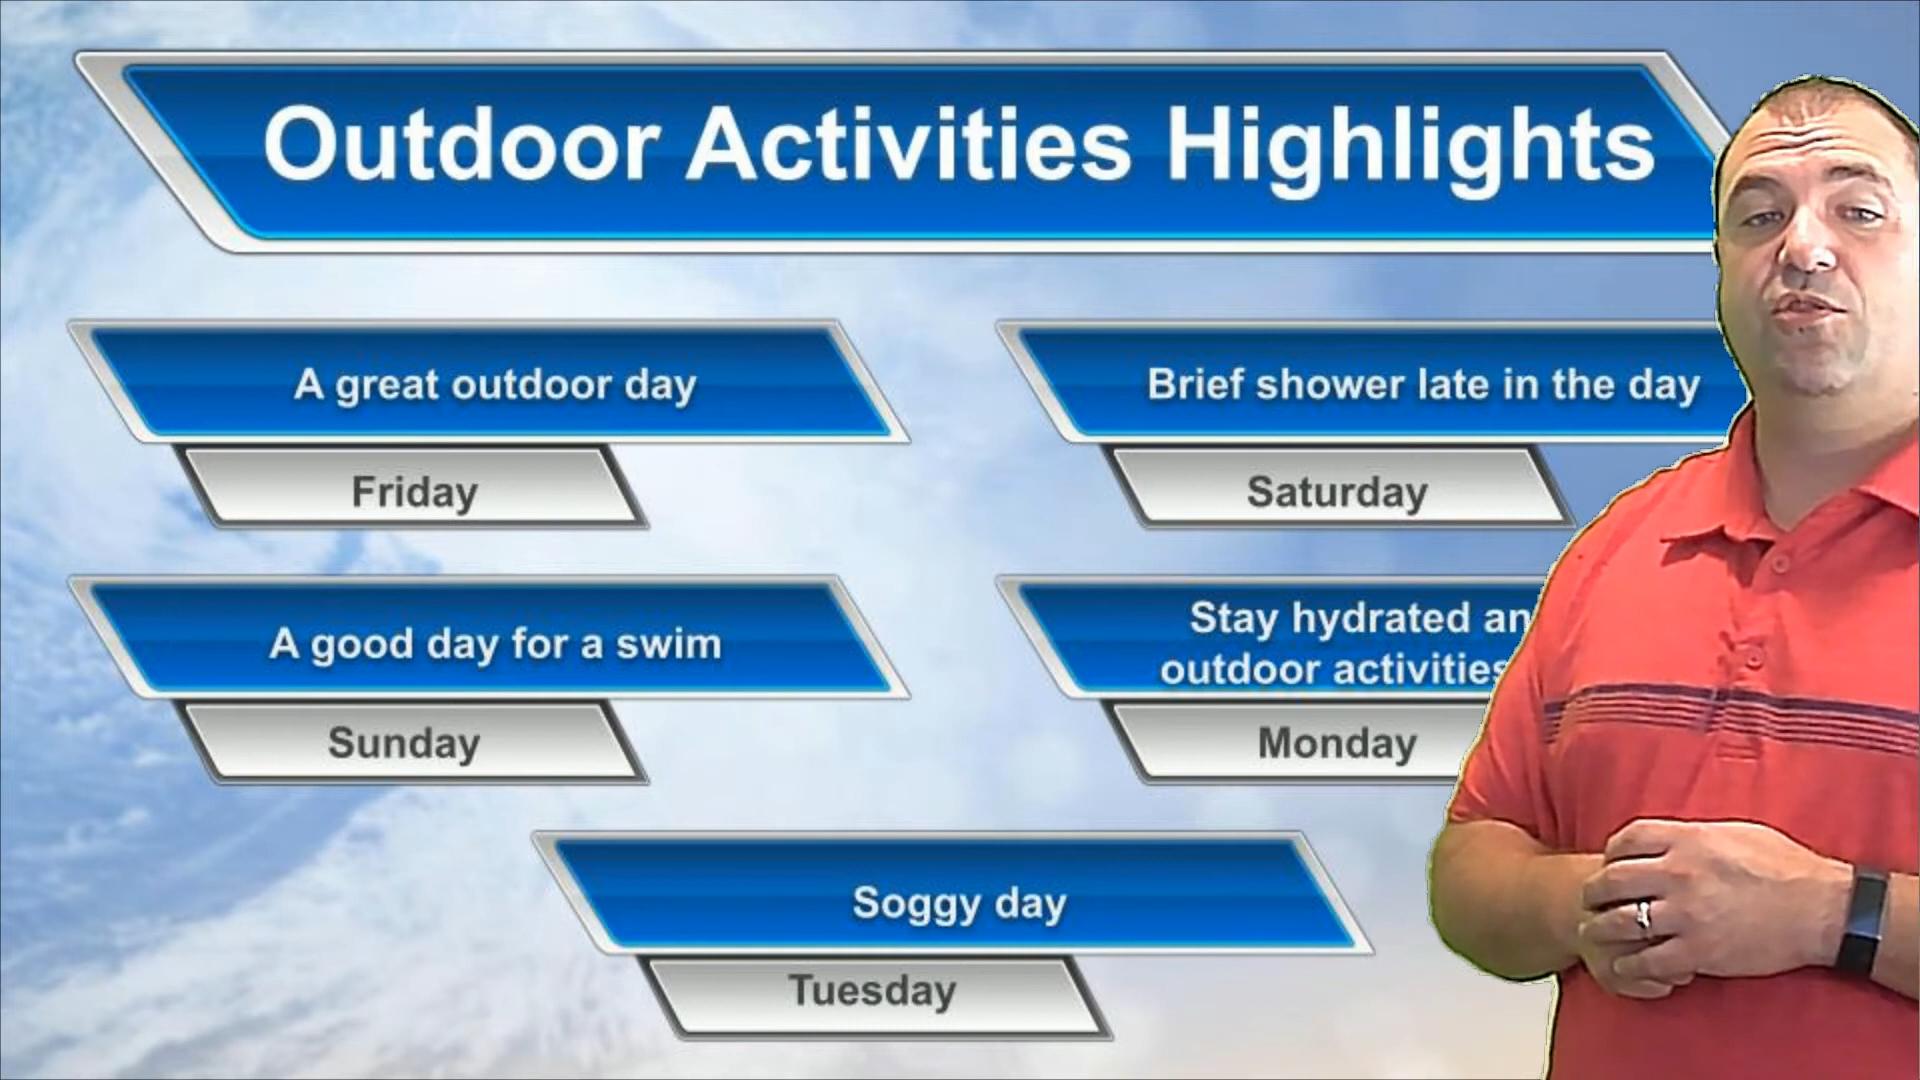 Outdoor Activities Highlights
A great outdoor day
Friday
Brief shower late in the day
Saturday
A good day for a swim
Sunday
Stay hydrated
outdoor activities
Monday
Soggy day
Tuesday